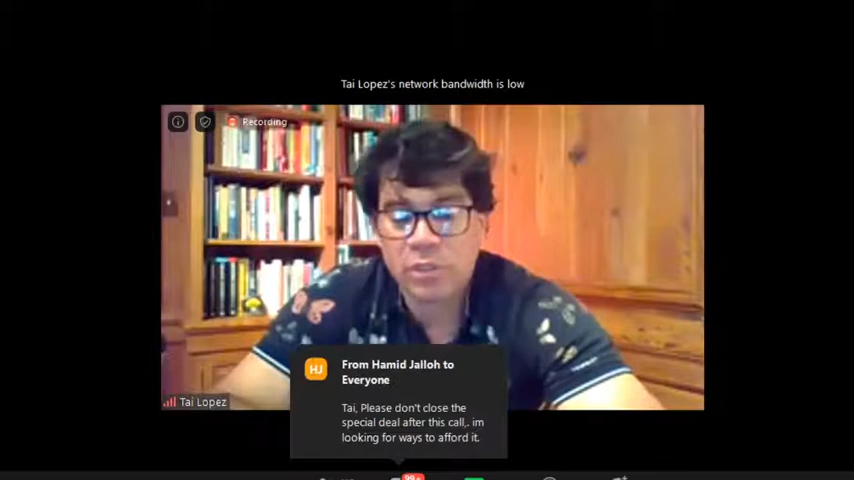 Tai Lopez's network bandwidth is low
Recording
From Hamid Jalloh to
Everyone
HJ
Tai, Please don't close the
special deal after this call,. im
looking for ways to afford it.
Tai Lopez
99+